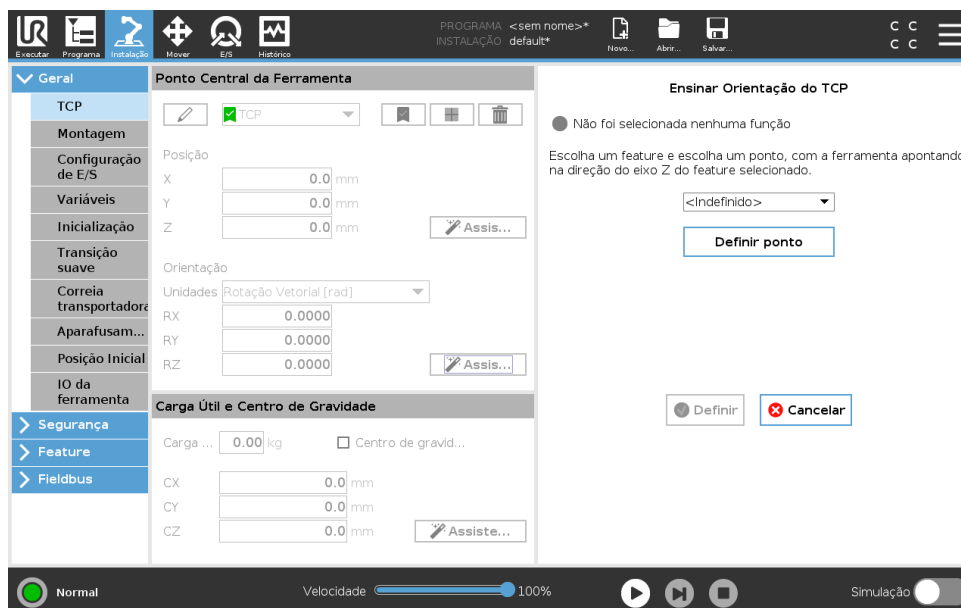 PROGRAMA <sem nome>*
INSTALAÇÃO default*
Executar Programa Instalação Mover E/S Histórico Novo... Abrir... Salvar...
C C
C C
Geral
TCP
Montagem
Configuração
de E/S
Variáveis
Inicialização
Transição
suave
Correia
transportadora
Aparafusam...
Posição Inicial
IO da
ferramenta
Segurança
Feature
Fieldbus
Ponto Central da Ferramenta
TCP
Posição
X 0.0 mm
Y 0.0 mm
Z 0.0 mm Assis...
Orientação
Unidades Rotação Vetorial [rad]
RX 0.0000
RY 0.0000
RZ 0.0000 Assis...
Carga Útil e Centro de Gravidade
Carga ... 0.00 kg Centro de gravid...
CX 0.0 mm
CY 0.0 mm
CZ 0.0 mm Assiste...
Ensinar Orientação do TCP
Não foi selecionada nenhuma função
Escolha um feature e escolha um ponto, com a ferramenta apontando
na direção do eixo Z do feature selecionado.
<Indefinido>
Definir ponto
Definir Cancelar
Normal Velocidade 100% Simulação